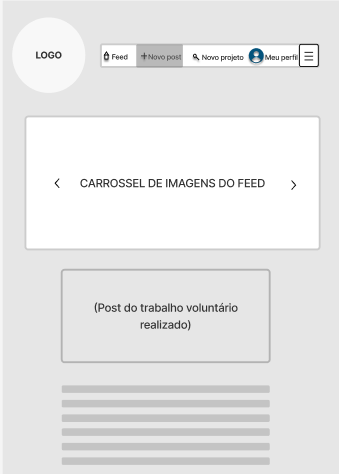 LOGO
Feed +Novo post Novo projeto Meu perfil
CARROSSEL DE IMAGENS DO FEED
(Post do trabalho voluntário
realizado)